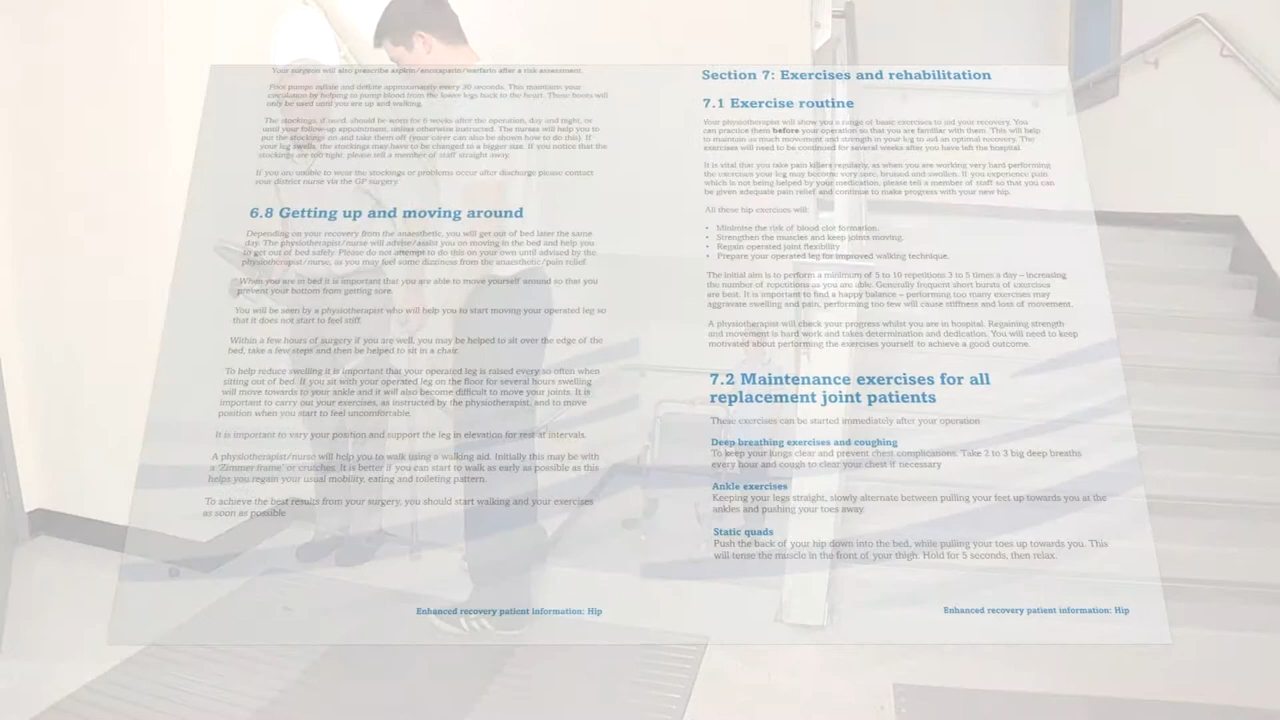 Your surgeon will also prescribe aspirin/enoxaparin/warfarin after a risk assessment.
Foot pumps inflate and deflate approximately every 30 seconds. This maintains your
circulation by helping to pump blood from the lower legs back to the heart. These boots will
only be used until you are up and walking.
The stockings, if used, should be worn for 6 weeks after the operation, day and night, or
until your follow-up appointment, unless otherwise instructed. The nurses will help you to
put the stockings on and take them off (your carer can also be shown how to do this). If
your leg swells, the stockings may have to be changed to a bigger size. If you notice that the
stockings are too tight, please tell a member of staff straight away.
If you are unable to wear the stockings or problems occur after discharge please contact
your district nurse via the GP surgery.
6.8 Getting up and moving around
Depending on your recovery from the anaesthetic, you will get out of bed later the same
day. The physiotherapist/nurse will advise/assist you on moving in the bed and help you
to get out of bed safely. Please do not attempt to do this on your own until advised by the
physiotherapist/nurse, as you may feel some dizziness from the anaesthetic/pain relief.
When you are in bed it is important that you are able to move yourself around so that you
prevent your bottom from getting sore.
You will be seen by a physiotherapist who will help you to start moving your operated leg so
that it does not start to feel stiff.
Within a few hours of surgery if you are well, you may be helped to sit over the edge of the
bed, take a few steps and then be helped to sit in a chair.
To help reduce swelling it is important that your operated leg is raised every so often when
sitting out of bed. If you sit with your operated leg on the floor for several hours swelling
will move towards to your ankle and it will also become difficult to move your joints. It is
important to carry out your exercises, as instructed by the physiotherapist, and to move
position when you start to feel uncomfortable.
It is important to vary your position and support the leg in elevation for rest at intervals.
A physiotherapist/nurse will help you to walk using a walking aid. Initially this may be with
a 'Zimmer frame' or crutches. It is better if you can start to walk as early as possible as this
helps you regain your usual mobility, eating and toileting pattern.
To achieve the best results from your surgery, you should start walking and your exercises
as soon as possible
Enhanced recovery patient information: Hip
Section 7: Exercises and rehabilitation
7.1 Exercise routine
Your physiotherapist will show you a range of basic exercises to aid your recovery. You
can practice them before your operation so that you are familiar with them. This will help
to maintain as much movement and strength in your leg to aid an optimal recovery. The
exercises will need to be continued for several weeks after you have left the hospital.
It is vital that you take pain killers regularly, as when you are working very hard performing
the exercises your leg may become very sore, bruised and swollen. If you experience pain
which is not being helped by your medication, please tell a member of staff so that you can
be given adequate pain relief and continue to make progress with your new hip.
All these hip exercises will:
• Minimise the risk of blood clot formation.
• Strengthen the muscles and keep joints moving.
• Regain operated joint flexibility
• Prepare your operated leg for improved walking technique.
The initial aim is to perform a minimum of 5 to 10 repetitions 3 to 5 times a day – increasing
the number of repetitions as you are able. Generally frequent short bursts of exercises
are best. It is important to find a happy balance – performing too many exercises may
aggravate swelling and pain, performing too few will cause stiffness and loss of movement.
A physiotherapist will check your progress whilst you are in hospital. Regaining strength
and movement is hard work and takes determination and dedication. You will need to keep
motivated about performing the exercises yourself to achieve a good outcome.
7.2 Maintenance exercises for all
replacement joint patients
These exercises can be started immediately after your operation
Deep breathing exercises and coughing
To keep your lungs clear and prevent chest complications. Take 2 to 3 big deep breaths
every hour and cough to clear your chest if necessary
Ankle exercises
Keeping your legs straight, slowly alternate between pulling your feet up towards you at the
ankles and pushing your toes away.
Static quads
Push the back of your hip down into the bed, while pulling your toes up towards you. This
will tense the muscle in the front of your thigh. Hold for 5 seconds, then relax.
Enhanced recovery patient information: Hip